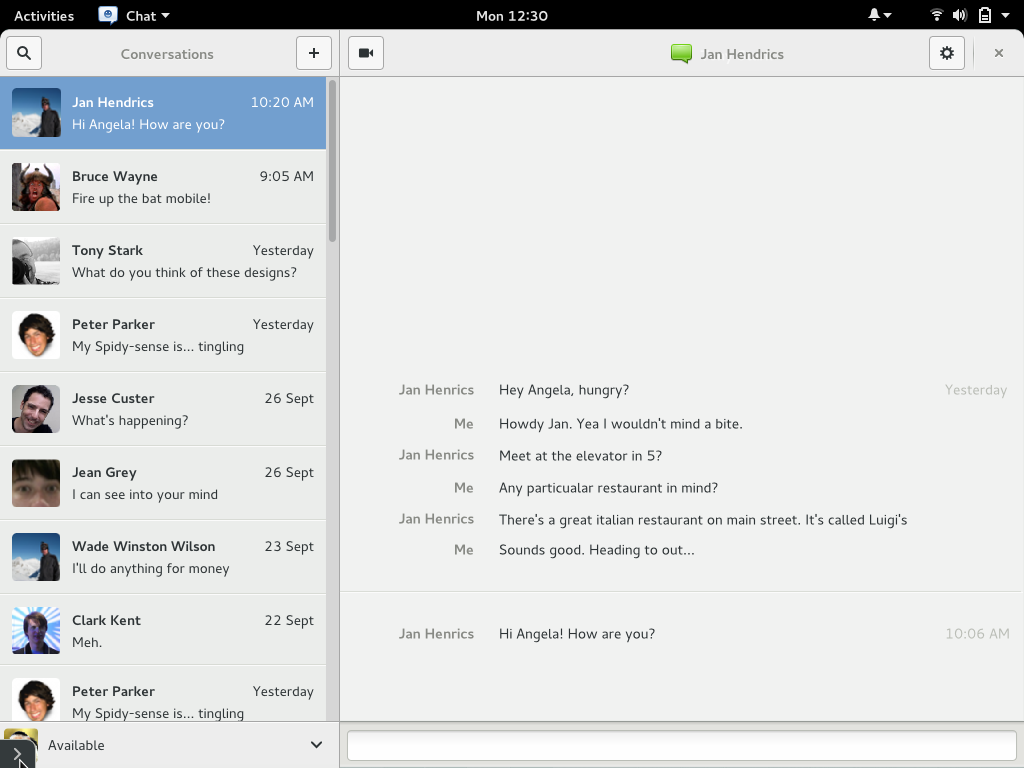 Activities
Chat
Mon 12:30
Conversations
+
Jan Hendrics
Jan Hendrics 10:20 AM
Hi Angela! How are you?
Bruce Wayne 9:05 AM
Fire up the bat mobile!
Tony Stark Yesterday
What do you think of these designs?
Peter Parker Yesterday
My Spidy-sense is... tingling
Jesse Custer 26 Sept
What's happening?
Jean Grey 26 Sept
I can see into your mind
Wade Winston Wilson 23 Sept
I'll do anything for money
Clark Kent 22 Sept
Meh.
Peter Parker Yesterday
My Spidy-sense is... tingling
Available
Jan Henrics Hey Angela, hungry? Yesterday
Me Howdy Jan. Yea I wouldn't mind a bite.
Jan Henrics Meet at the elevator in 5?
Me Any particualar restaurant in mind?
Jan Henrics There's a great italian restaurant on main street. It's called Luigi's
Me Sounds good. Heading to out...
Jan Henrics Hi Angela! How are you? 10:06 AM